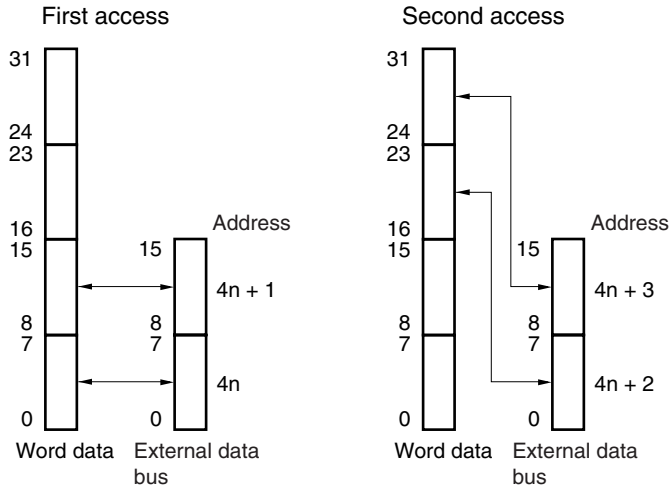 First access
31
24
23
16
15
8
7
0
Word data
Address
15
4n + 1
8
7
4n
0
External data
bus
Second access
31
24
23
16
15
8
7
0
Word data
Address
15
4n + 3
8
7
4n + 2
0
External data
bus